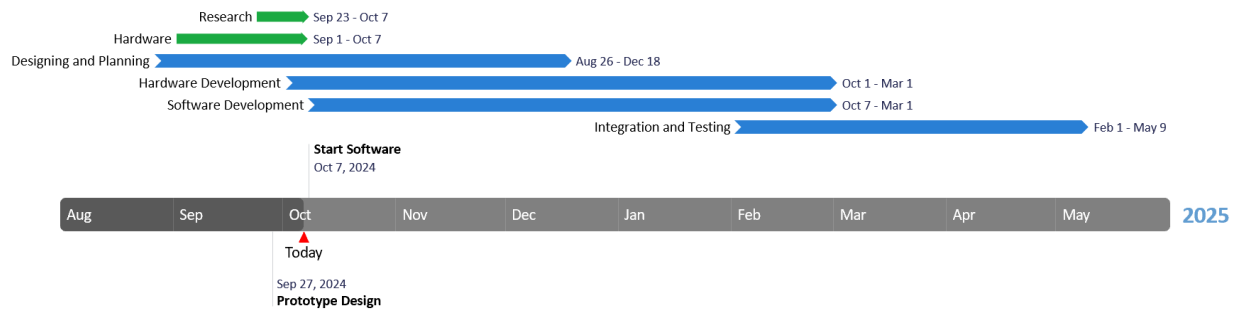 Research Sep 23 - Oct 7
Hardware Sep 1 - Oct 7
Designing and Planning Aug 26 - Dec 18
Hardware Development Oct 1 - Mar 1
Software Development Oct 7 - Mar 1
Integration and Testing Feb 1 - May 9
Start Software
Oct 7, 2024
Aug Sep Oct Nov Dec Jan Feb Mar Apr May 2025
Today
Sep 27, 2024
Prototype Design